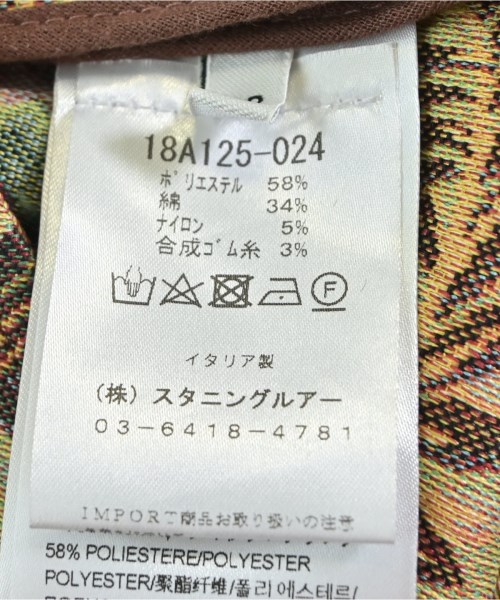 18A125-024
ポリエステル 58%
綿 34%
ナイロン 5%
合成ゴム糸 3%
F
イタリア製
(株) スタニングルアー
03-6418-4781
IMPORT商品お取り扱いの注意
58% POLIESTERE/POLYESTER
POLYESTER/聚酯纤维/폴리에스테르/